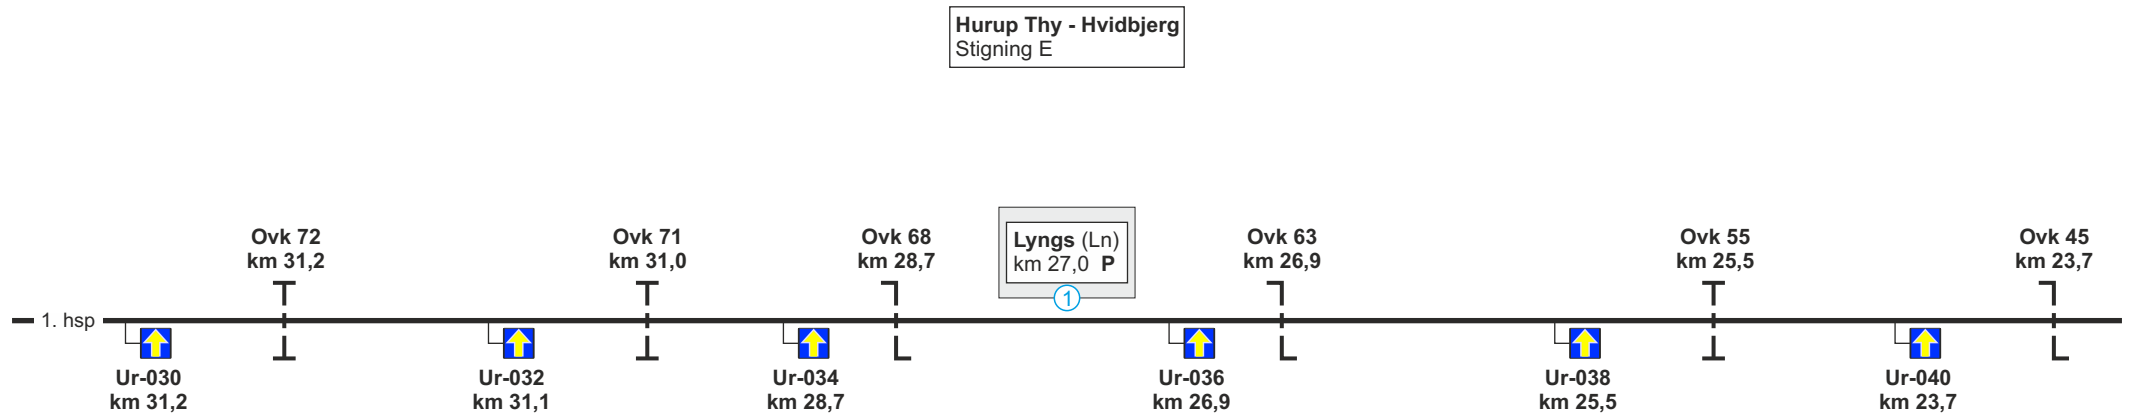 Hurup Thy - Hvidbjerg
Stigning E
Ovk 72
km 31,2
Ovk 71
km 31,0
Ovk 68
km 28,7
Lyngs (Ln)
km 27,0 P
1
Ovk 63
km 26,9
Ovk 55
km 25,5
Ovk 45
km 23,7
1. hsp
Ur-030
km 31,2
Ur-032
km 31,1
Ur-034
km 28,7
Ur-036
km 26,9
Ur-038
km 25,5
Ur-040
km 23,7